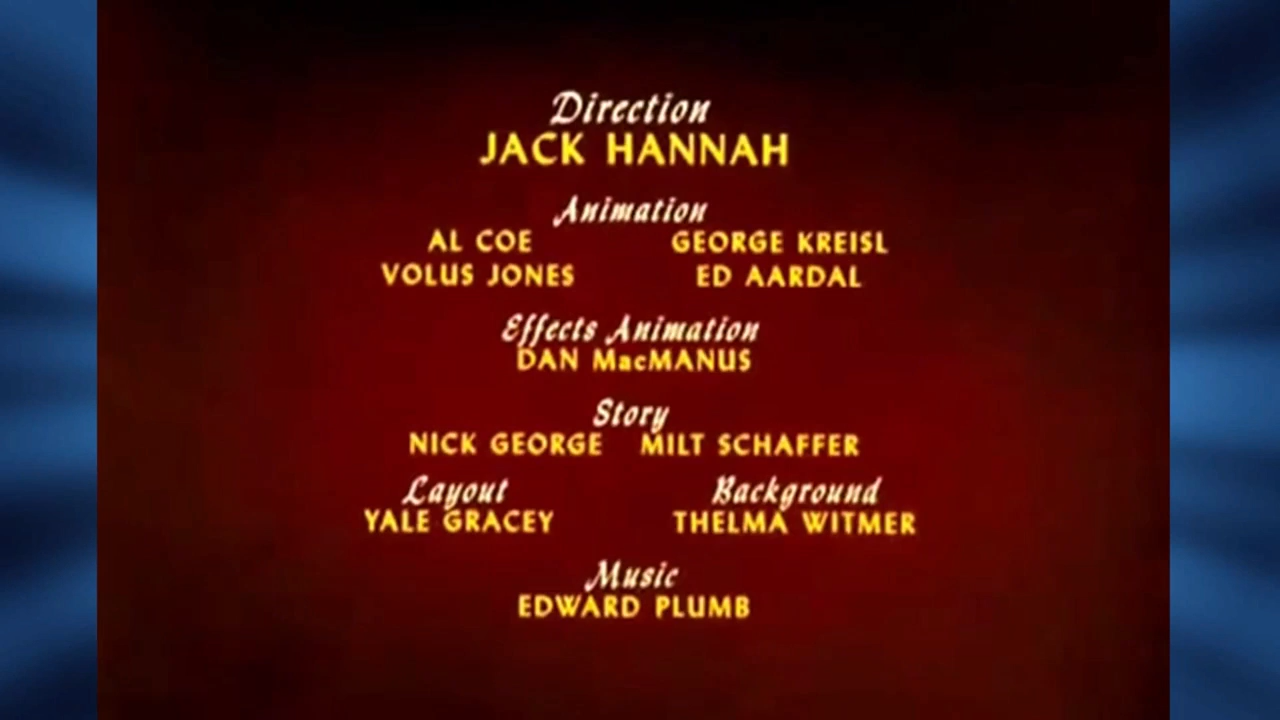 Direction
JACK HANNAH
Animation
AL COE GEORGE KREISL
VOLUS JONES ED AARDAL
Effects Animation
DAN MacMANUS
Story
NICK GEORGE MILT SCHAFFER
Layout Background
YALE GRACEY THELMA WITMER
Music
EDWARD PLUMB